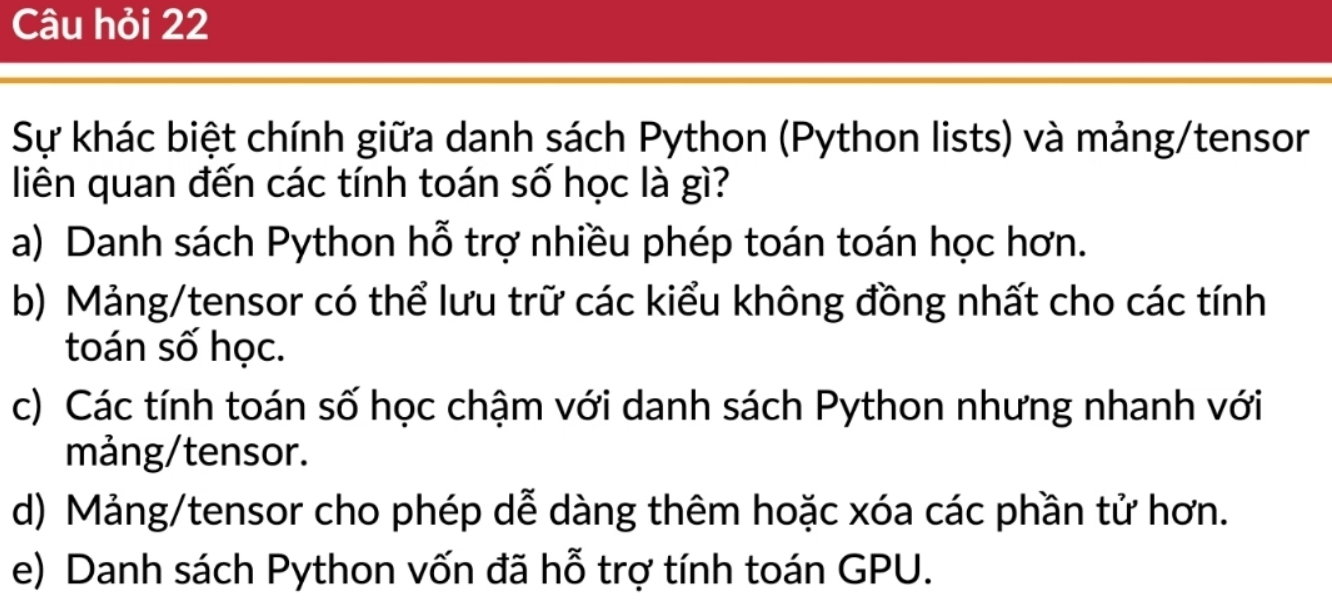 Câu hỏi 22
Sự khác biệt chính giữa danh sách Python (Python lists) và mảng/tensor
liên quan đến các tính toán số học là gì?
a) Danh sách Python hỗ trợ nhiều phép toán toán học hơn.
b) Mảng/tensor có thể lưu trữ các kiểu không đồng nhất cho các tính
toán số học.
c) Các tính toán số học chậm với danh sách Python nhưng nhanh với
mảng/tensor.
d) Mảng/tensor cho phép dễ dàng thêm hoặc xóa các phần tử hơn.
e) Danh sách Python vốn đã hỗ trợ tính toán GPU.